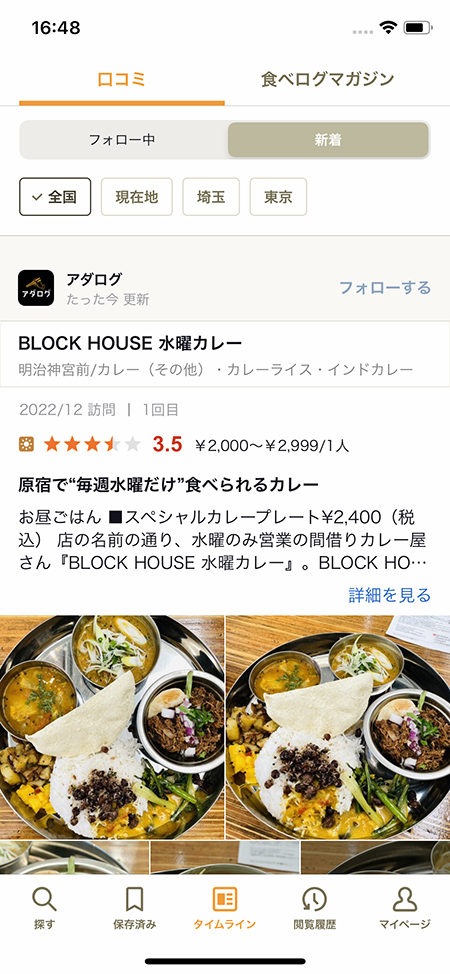 16:48
口コミ
食べログマガジン
フォロー中
新着
全国
現在地
埼玉
東京
アダログ
アダログ
たった今 更新
フォローする
BLOCK HOUSE 水曜カレー
明治神宮前/カレー（その他）・カレーライス・インドカレー
2022/12 訪問 | 1回目
3.5 ￥2,000～￥2,999/1人
原宿で“毎週水曜だけ”食べられるカレー
お昼ごはん ■スペシャルカレープレート¥2,400（税
込） 店の名前の通り、水曜のみ営業の間借りカレー屋
さん『BLOCK HOUSE 水曜カレー』。BLOCK HO…
詳細を見る
探す
保存済み
タイムライン
閲覧履歴
マイページ